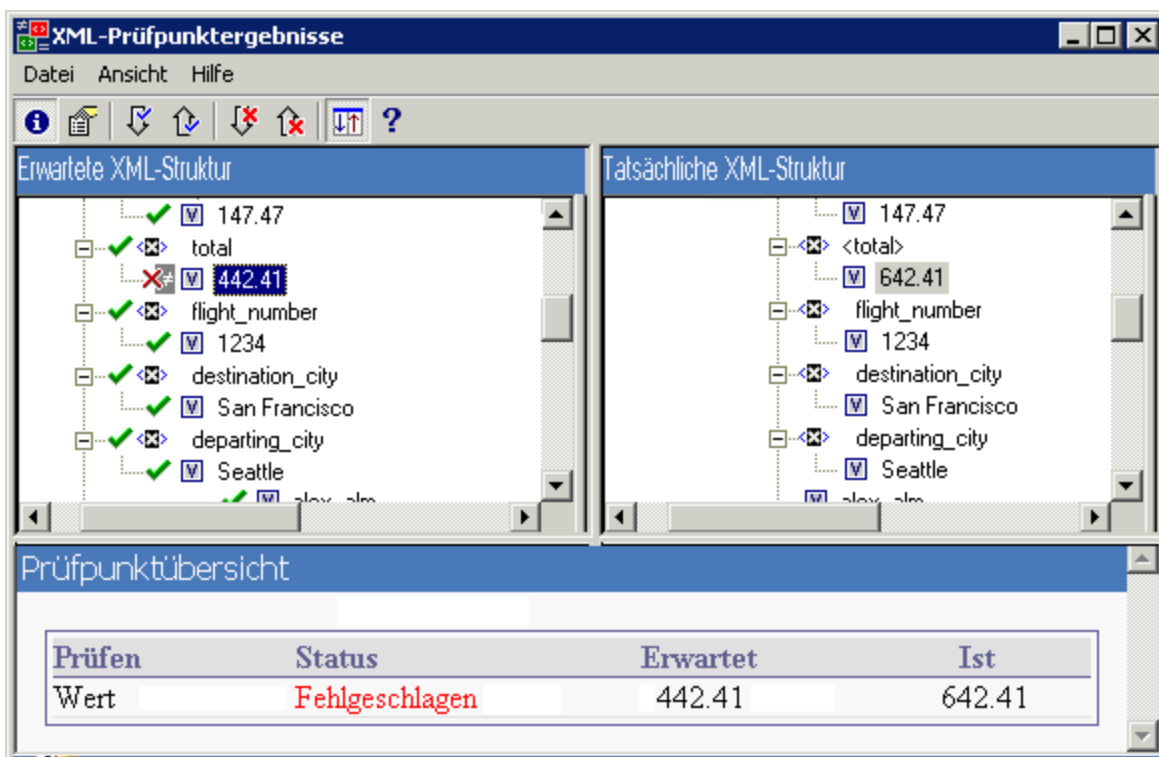 XML-Prüfpunktergebnisse
Datei Ansicht Hilfe
Erwartete XML-Struktur
147.47
total
442.41
flight_number
1234
destination_city
San Francisco
departing_city
Seattle
Tatsächliche XML-Struktur
147.47
<total>
642.41
flight_number
1234
destination_city
San Francisco
departing_city
Seattle
Prüfpunktübersicht
Prüfen Status Erwartet Ist
Wert Fehlgeschlagen 442.41 642.41